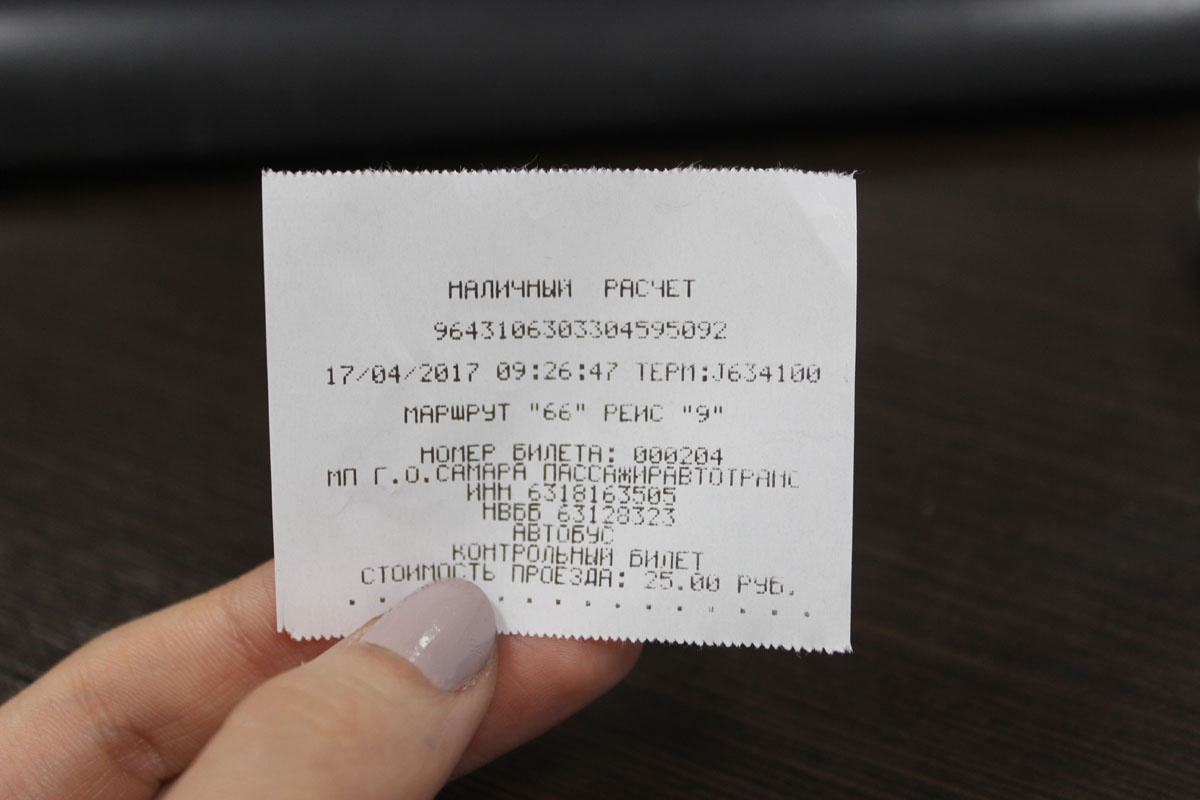 НАЛИЧНЫЙ РАСЧЕТ
9643106303304595092
17/04/2017 09:26:47 ТЕРМ:J634100
МАРШРУТ "66" РЕИС "9"
НОМЕР БИЛЕТА: 000204
МП Г.О.САМАРА ПАССАЖИРАВТОТРАНС
ИНН 6318163505
НВББ 63128323
АВТОБУС
КОНТРОЛЬНЫЙ БИЛЕТ
СТОИМОСТЬ ПРОЕЗДА: 25.00 РУБ.